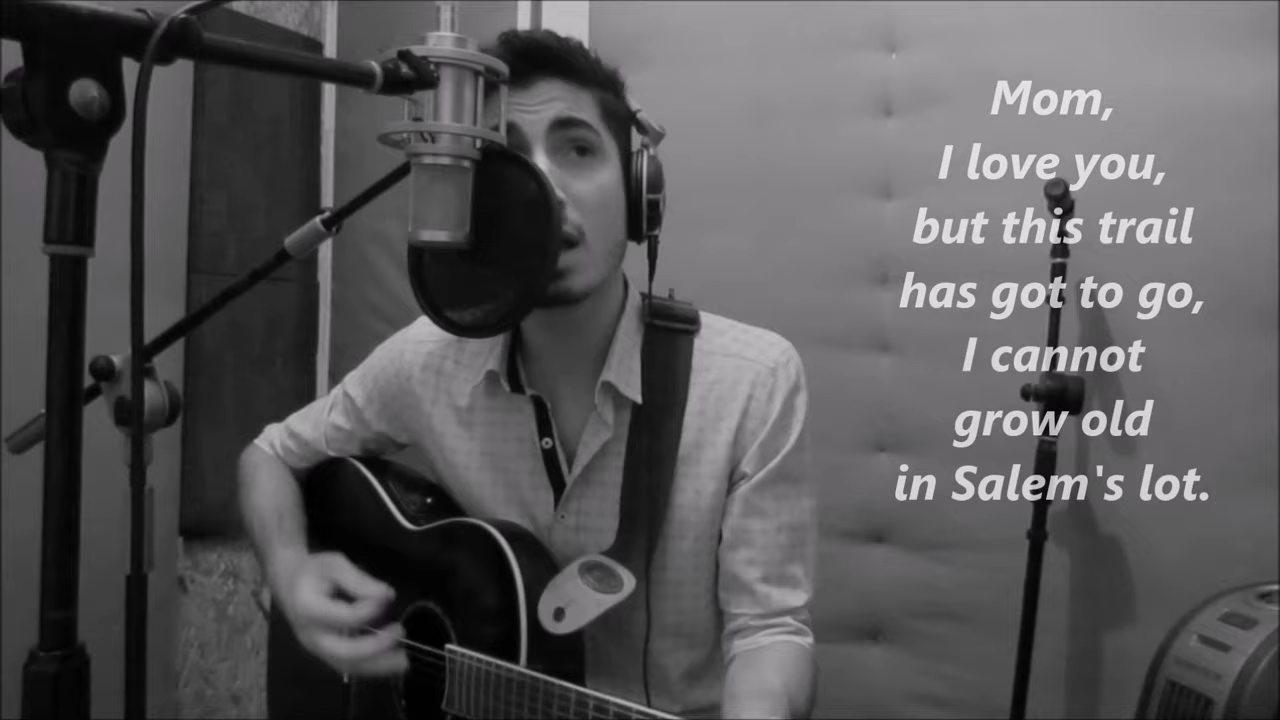 Mom,
I love you,
but this trail
has got to go,
I cannot
grow old
in Salem's lot.